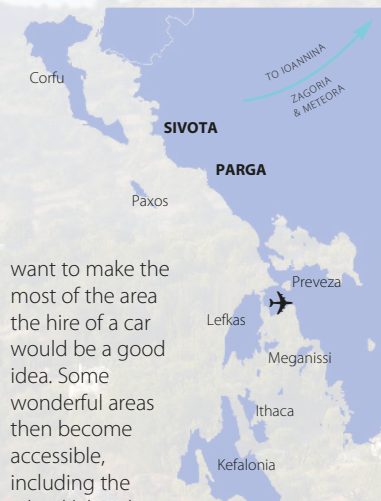 Corfu
TO IOANNINA
ZAGORIA
& METEORA
SIVOTA
PARGA
Paxos
want to make the
most of the area
the hire of a car
would be a good
idea. Some
wonderful areas
then become
accessible,
including the
Preveza
Lefkas
Meganissi
Ithaca
Kefalonia